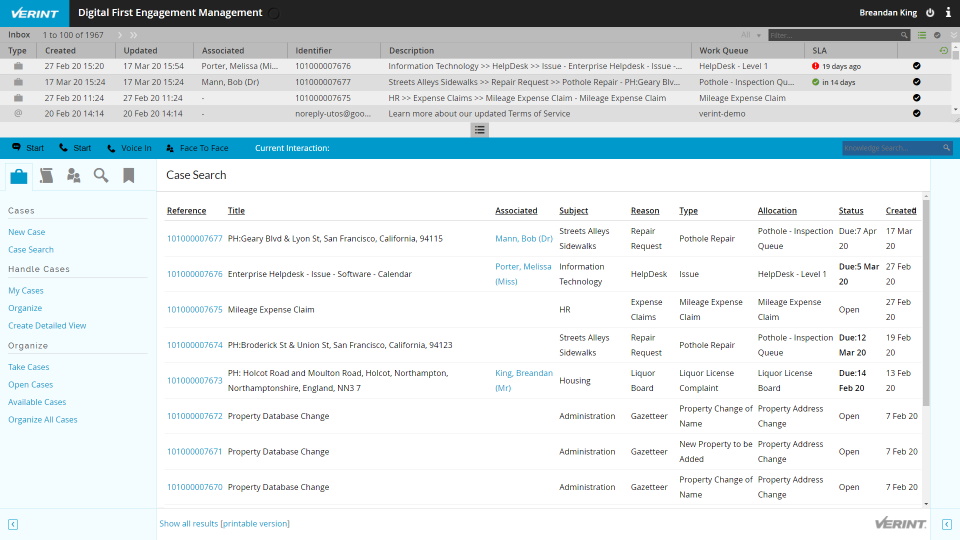 VERINT Digital First Engagement Management Breandan King
Inbox 1 to 100 of 1967 All Filter...
Type Created Updated Associated Identifier Description Work Queue SLA
27 Feb 20 15:20 17 Mar 20 15:54 Porter, Melissa (Mi... 101000007676 Information Technology >> HelpDesk >> Issue - Enterprise Helpdesk - Issue -... HelpDesk - Level 1 19 days ago
17 Mar 20 15:24 17 Mar 20 15:24 Mann, Bob (Dr) 101000007677 Streets Alleys Sidewalks >> Repair Request >> Pothole Repair - PH:Geary Blv... Pothole - Inspection Qu... in 14 days
27 Feb 20 11:24 27 Feb 20 11:24 - 101000007675 HR >> Expense Claims >> Mileage Expense Claim - Mileage Expense Claim Mileage Expense Claim
@ 20 Feb 20 14:14 20 Feb 20 14:14 - noreply-utos@goo... Learn more about our updated Terms of Service verint-demo
Start Start Voice In Face To Face Current Interaction: Knowledge Search...
Case Search
Cases
New Case
Case Search
Handle Cases
My Cases
Organize
Create Detailed View
Organize
Take Cases
Open Cases
Available Cases
Organize All Cases
Reference Title Associated Subject Reason Type Allocation Status Created
101000007677 PH:Geary Blvd & Lyon St, San Francisco, California, 94115 Mann, Bob (Dr) Streets Alleys Sidewalks Repair Request Pothole Repair Pothole - Inspection Queue Due:7 Apr 20 17 Mar 20
101000007676 Enterprise Helpdesk - Issue - Software - Calendar Porter, Melissa (Miss) Information Technology HelpDesk Issue HelpDesk - Level 1 Due:5 Mar 20 27 Feb 20
101000007675 Mileage Expense Claim HR Expense Claims Mileage Expense Claim Mileage Expense Claim Open 27 Feb 20
101000007674 PH:Broderick St & Union St, San Francisco, California, 94123 Streets Alleys Sidewalks Repair Request Pothole Repair Pothole - Inspection Queue Due:12 Mar 20 19 Feb 20
101000007673 PH: Holcot Road and Moulton Road, Holcot, Northampton, Northamptonshire, England, NN3 7 King, Breandan (Mr) Housing Liquor Board Liquor License Complaint Liquor License Board Due:14 Feb 20 13 Feb 20
101000007672 Property Database Change Administration Gazetteer Property Change of Name Property Address Change Open 7 Feb 20
101000007671 Property Database Change Administration Gazetteer New Property to be Added Property Address Change Open 7 Feb 20
101000007670 Property Database Change Administration Gazetteer Property Change of Name Property Address Change Open 7 Feb 20
Show all results [printable version] VERINT.